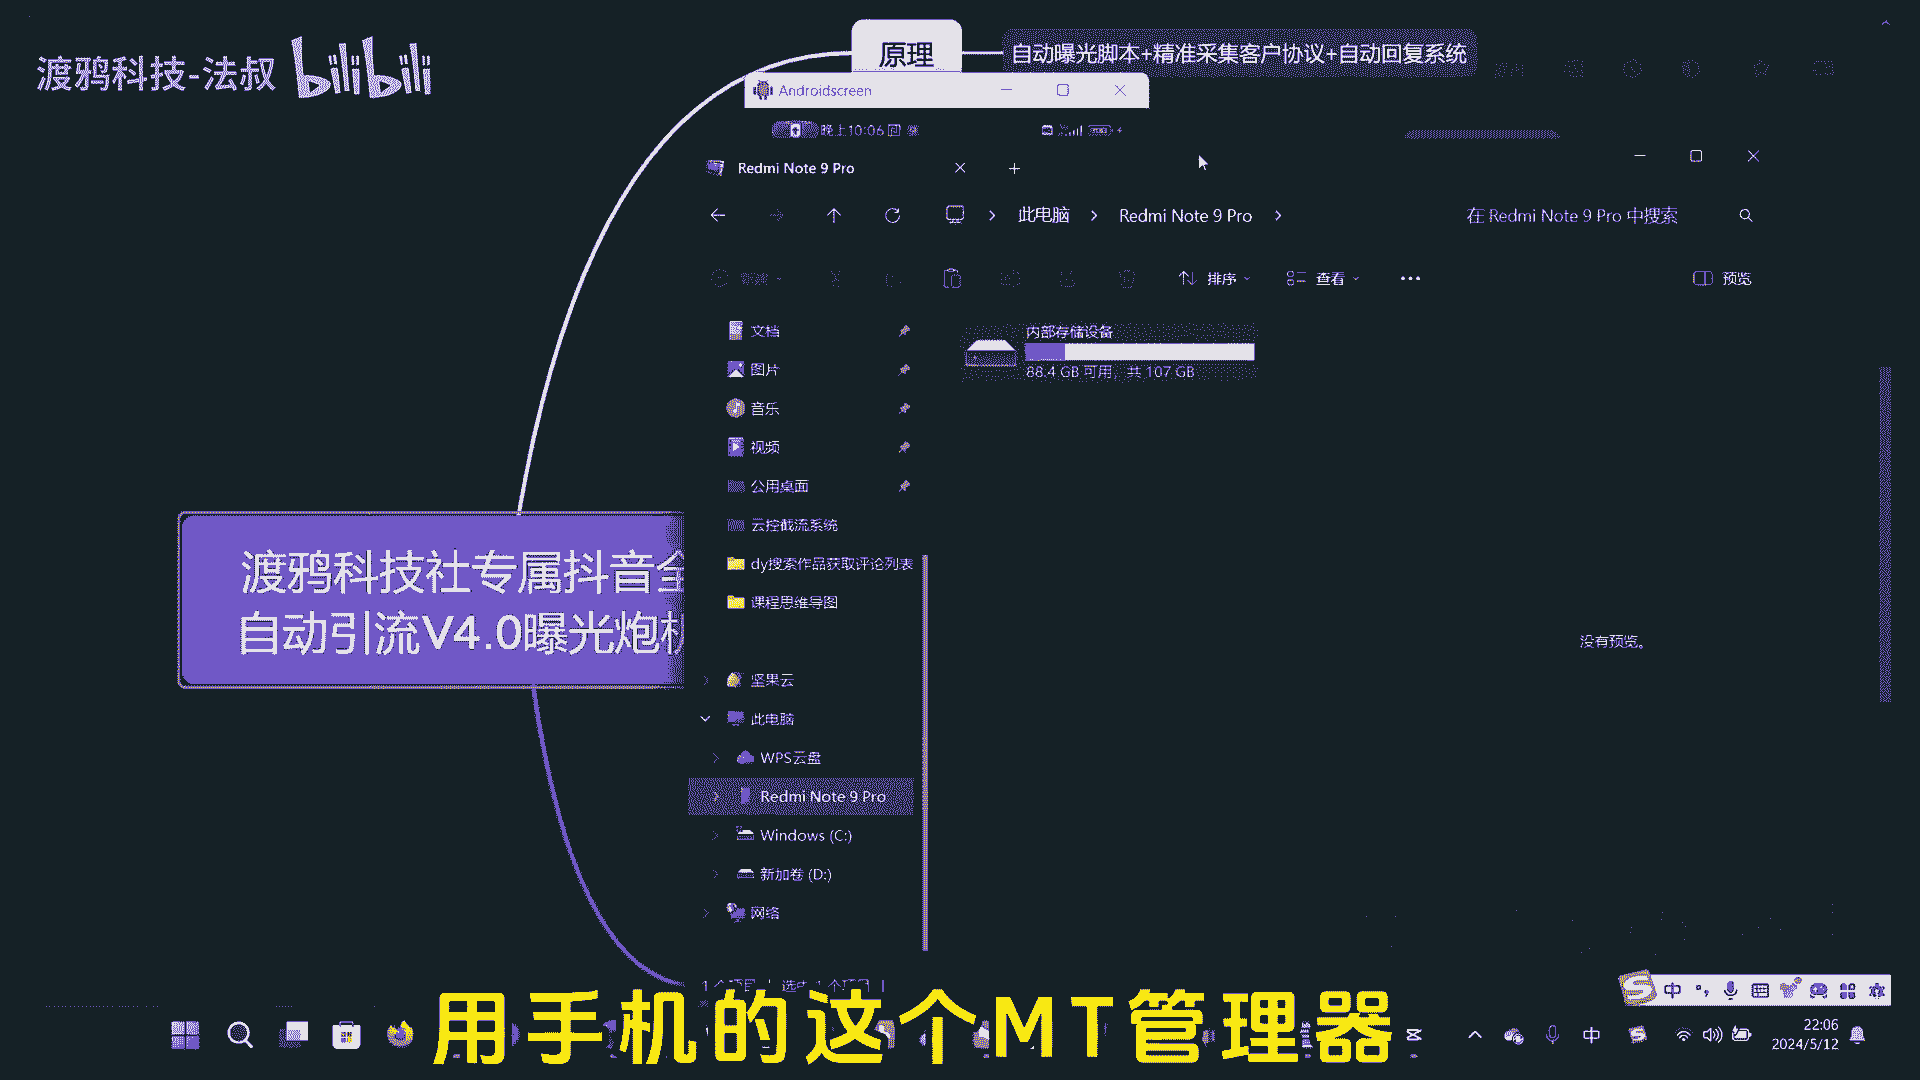 渡鸦科技-法叔 bilibili
原理
自动曝光脚本+精准采集客户协议+自动回复系统
Androidscreen
晚上10:06
Redmi Note 9 Pro
此电脑
Redmi Note 9 Pro
在 Redmi Note 9 Pro 中搜索
排序
查看
预览
文档
图片
音乐
视频
公用桌面
云控截流系统
dy搜索作品获取评论列表
课程思维导图
坚果云
此电脑
WPS云盘
Redmi Note 9 Pro
Windows (C:)
新加卷 (D:)
网络
内部存储设备
88.4 GB 可用, 共 107 GB
没有预览。
渡鸦科技社专属抖音全
自动引流V4.0曝光炮机
用手机的这个MT管理器
中
中
22:06
2024/5/12